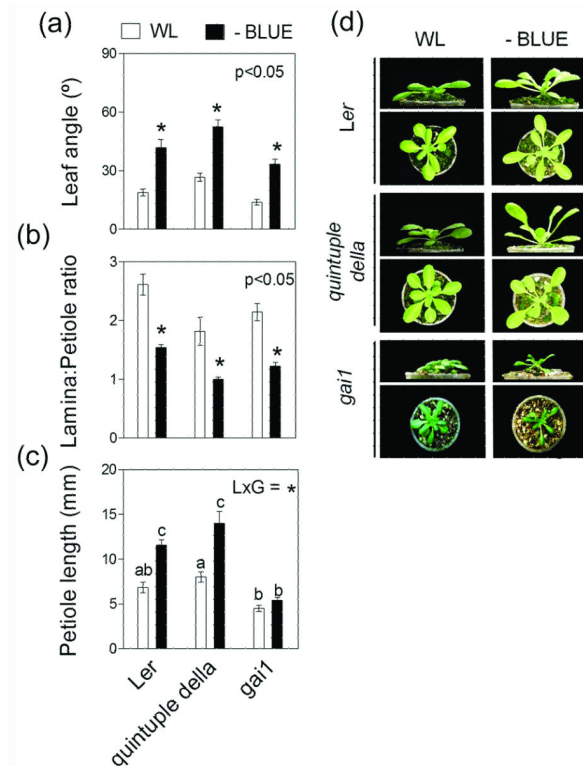 (a)
WL
- BLUE
p<0.05
Leaf angle (º)
90
60
30
0
*
*
*
(b)
p<0.05
Lamina:Petiole ratio
3
2
1
0
*
*
*
(c)
LxG = *
Petiole length (mm)
20
15
10
5
0
ab
c
a
c
b
b
Ler
quintuple della
gai1
(d)
WL
- BLUE
Ler
quintuple
della
gai1